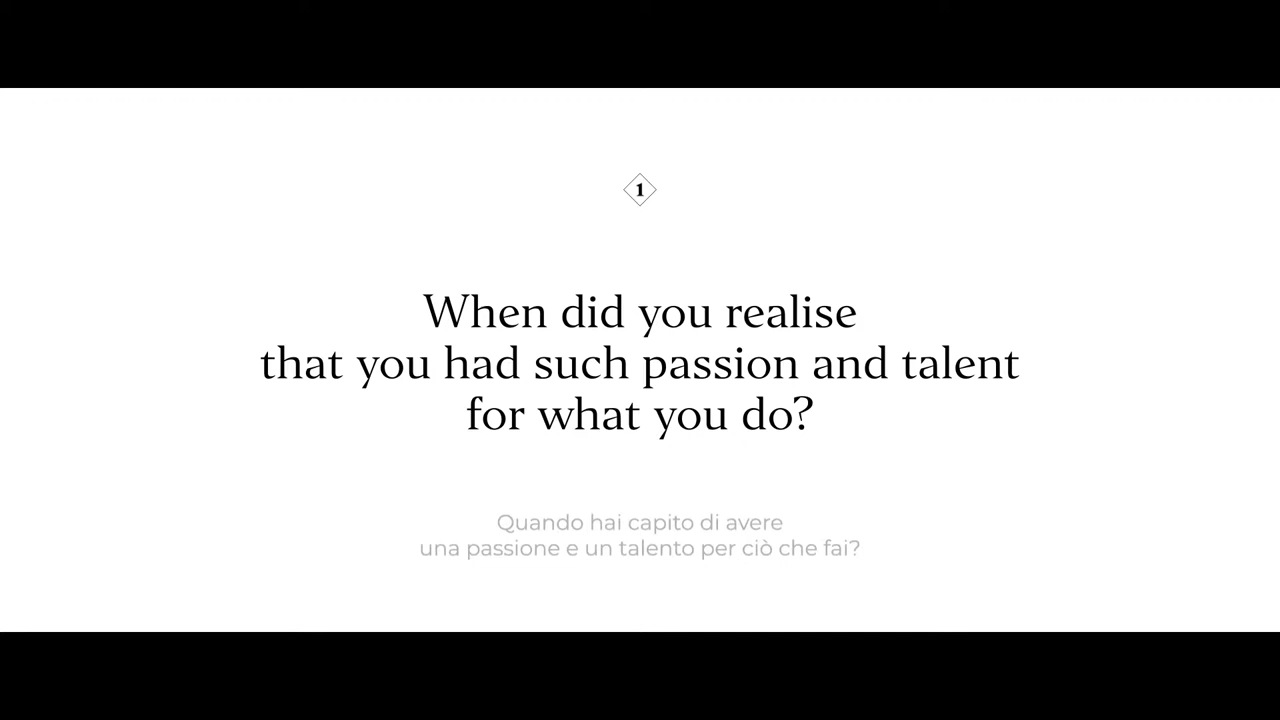 1
When did you realise
that you had such passion and talent
for what you do?
Quando hai capito di avere
una passione e un talento per ciò che fai?